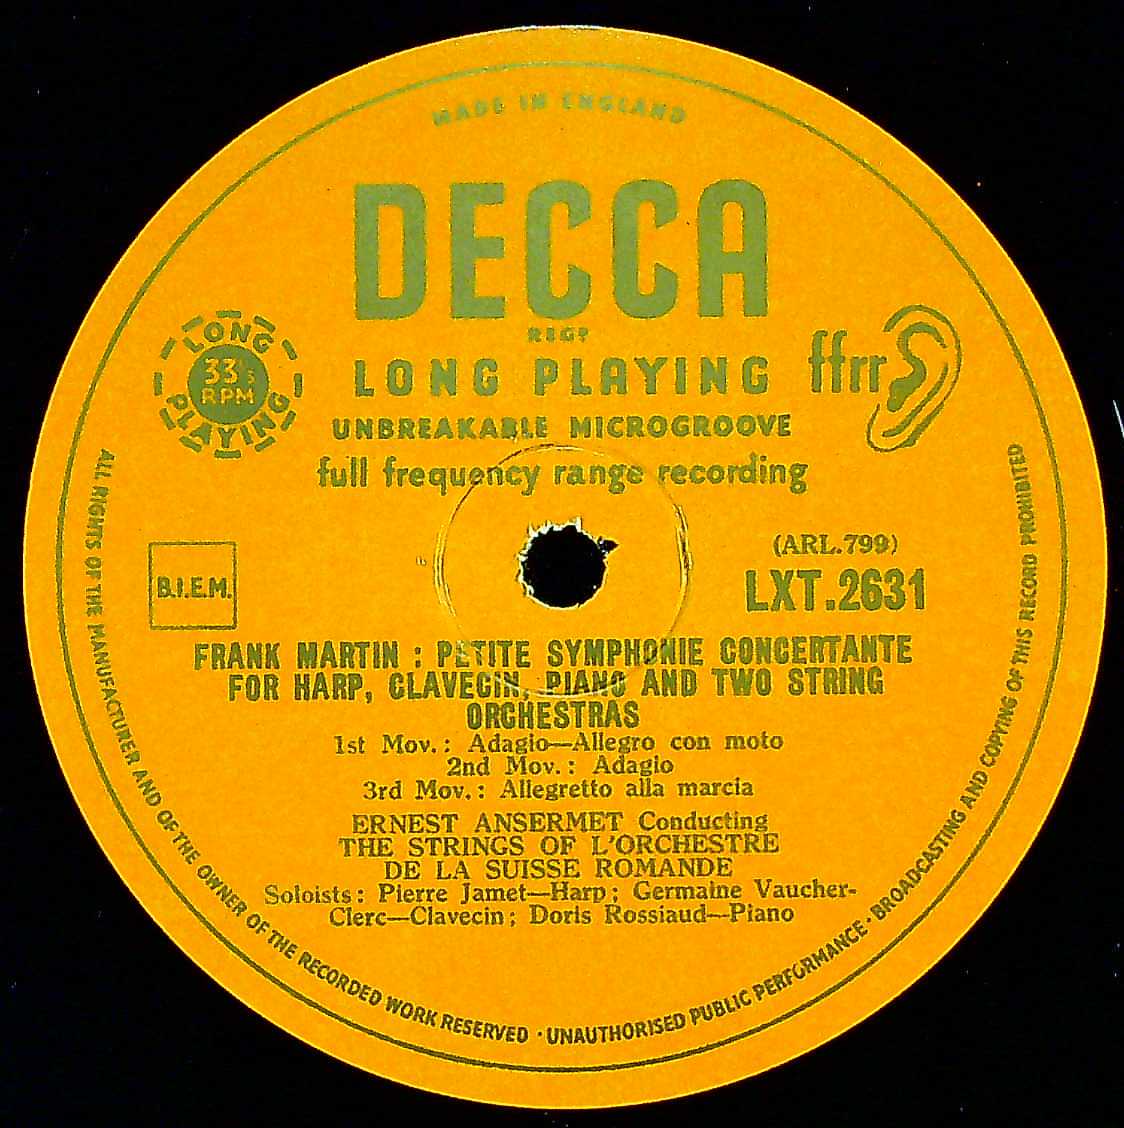 MADE IN ENGLAND
DECCA
REGD
LONG PLAYING
UNBREAKABLE MICROGROOVE
full frequency range recording
LONG
33⅓
RPM
PLAYING
ffrr
B.I.E.M.
(ARL.799)
LXT.2631
FRANK MARTIN : PETITE SYMPHONIE CONCERTANTE
FOR HARP, CLAVECIN, PIANO AND TWO STRING
ORCHESTRAS
1st Mov.: Adagio—Allegro con moto
2nd Mov.: Adagio
3rd Mov.: Allegretto alla marcia
ERNEST ANSERMET Conducting
THE STRINGS OF L'ORCHESTRE
DE LA SUISSE ROMANDE
Soloists: Pierre Jamet—Harp; Germaine Vaucher-
Clerc—Clavecin; Doris Rossiaud—Piano
ALL RIGHTS OF THE MANUFACTURER AND OF THE OWNER OF THE RECORDED WORK RESERVED · UNAUTHORISED PUBLIC PERFORMANCE · BROADCASTING AND COPYING OF THIS RECORD PROHIBITED